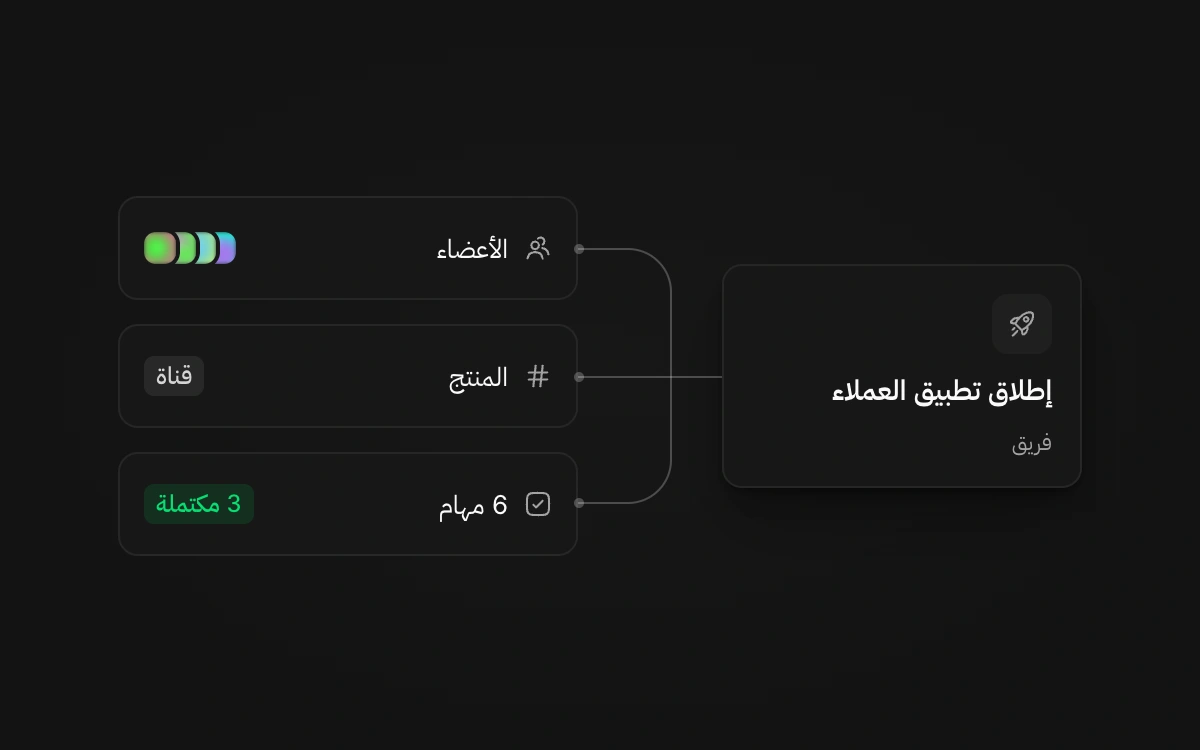 إطلاق تطبيق العملاء
فريق
الأعضاء
المنتج
قناة
6 مهام
3 مكتملة